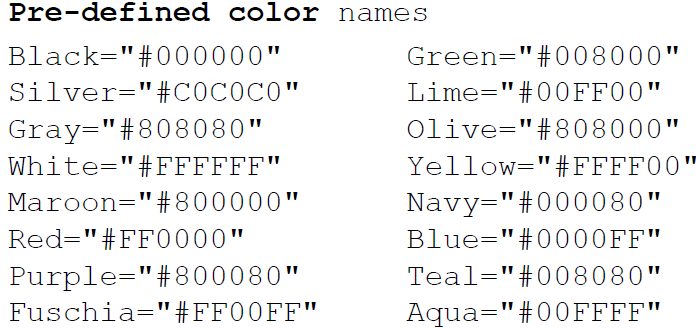 Pre-defined color names
Black="#000000"
Silver="#C0C0C0"
Gray="#808080"
White="#FFFFFF"
Maroon="#800000"
Red="#FF0000"
Purple="#800080"
Fuschia="#FF00FF"
Green="#008000"
Lime="#00FF00"
Olive="#808000"
Yellow="#FFFF00"
Navy="#000080"
Blue="#0000FF"
Teal="#008080"
Aqua="#00FFFF"